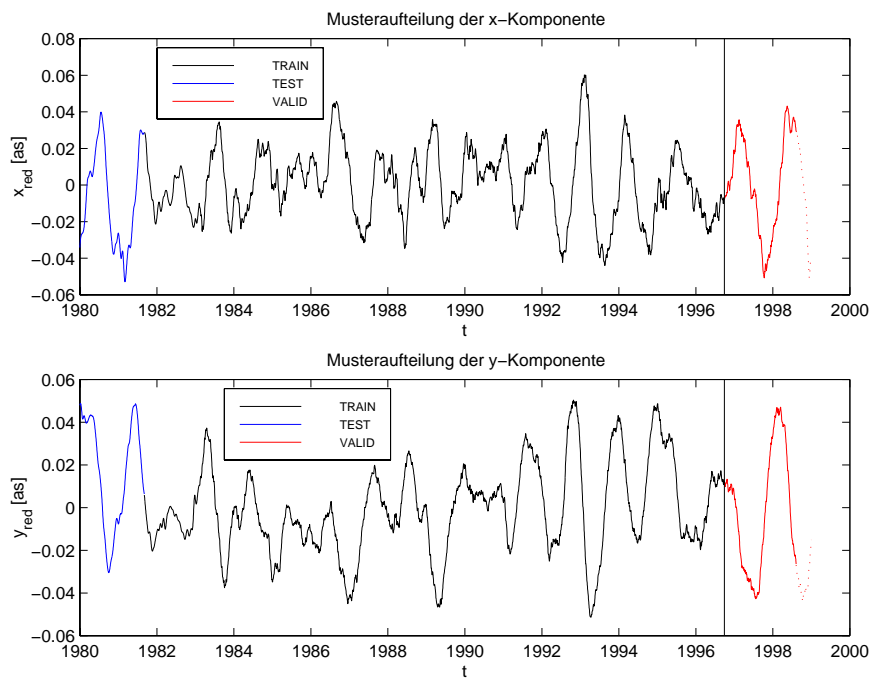 Musteraufteilung der x−Komponente
0.08
0.06
0.04
0.02
0
−0.02
−0.04
−0.06
x_red [as]
TRAIN
TEST
VALID
1980 1982 1984 1986 1988 1990 1992 1994 1996 1998 2000
t
Musteraufteilung der y−Komponente
0.06
0.04
0.02
0
−0.02
−0.04
−0.06
y_red [as]
TRAIN
TEST
VALID
1980 1982 1984 1986 1988 1990 1992 1994 1996 1998 2000
t